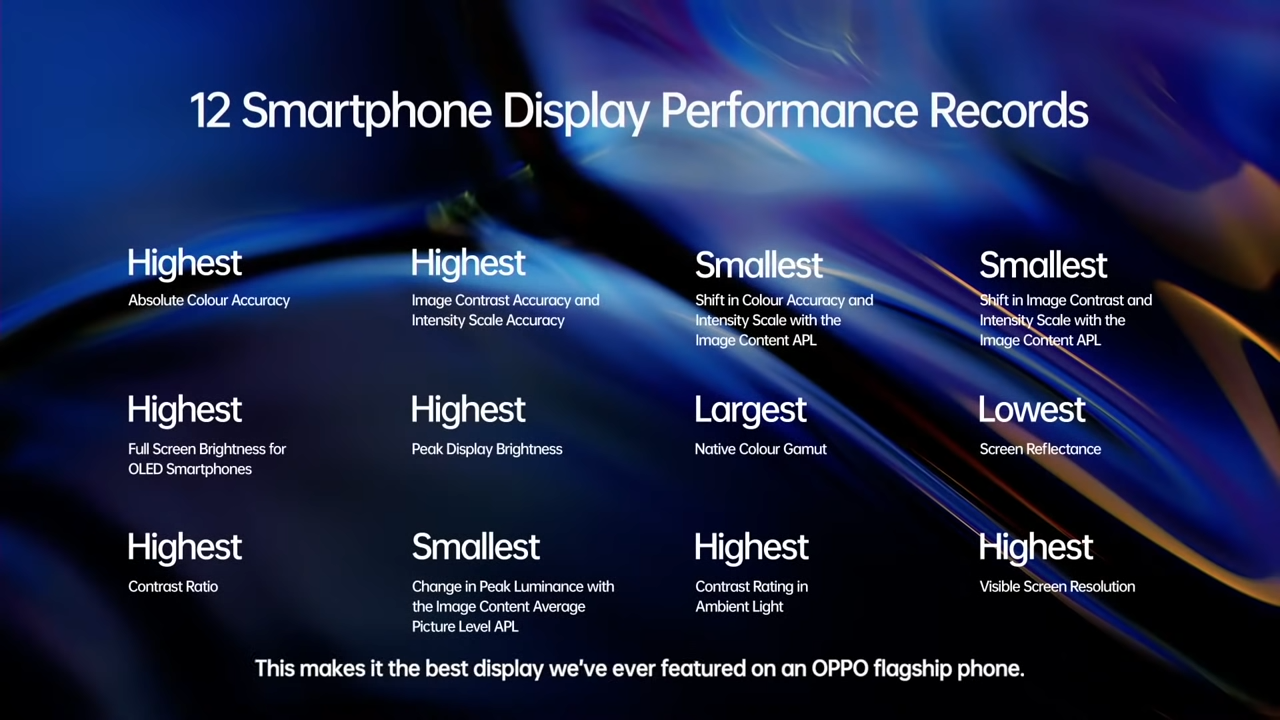 12 Smartphone Display Performance Records
Highest
Absolute Colour Accuracy
Highest
Image Contrast Accuracy and
Intensity Scale Accuracy
Smallest
Shift in Colour Accuracy and
Intensity Scale with the
Image Content APL
Smallest
Shift in Image Contrast and
Intensity Scale with the
Image Content APL
Highest
Full Screen Brightness for
OLED Smartphones
Highest
Peak Display Brightness
Largest
Native Colour Gamut
Lowest
Screen Reflectance
Highest
Contrast Ratio
Smallest
Change in Peak Luminance with
the Image Content Average
Picture Level APL
Highest
Contrast Rating in
Ambient Light
Highest
Visible Screen Resolution
This makes it the best display we've ever featured on an OPPO flagship phone.